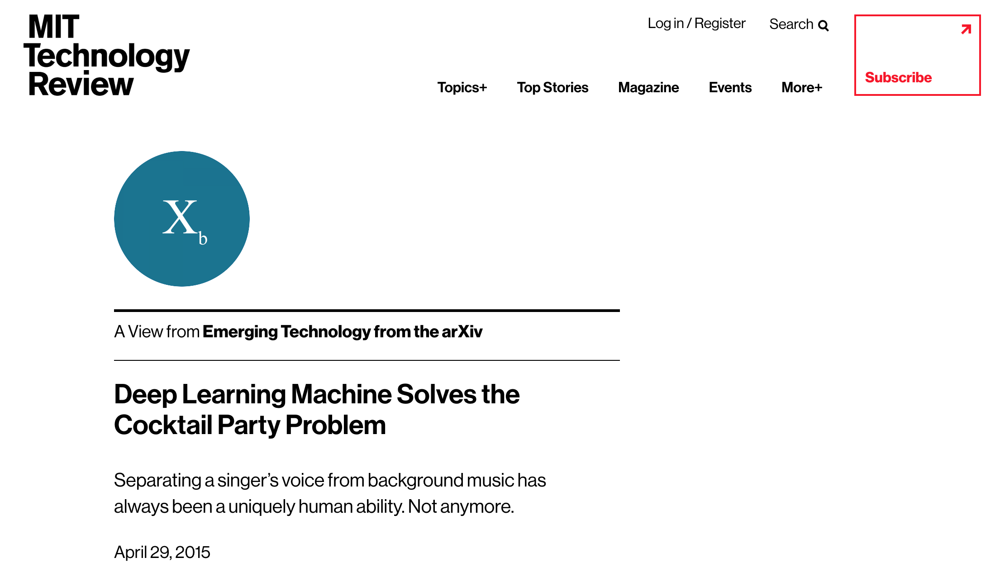 MIT
Technology
Review
Log in / Register
Search
Subscribe
Topics+
Top Stories
Magazine
Events
More+
X
b
A View from Emerging Technology from the arXiv
Deep Learning Machine Solves the
Cocktail Party Problem
Separating a singer’s voice from background music has
always been a uniquely human ability. Not anymore.
April 29, 2015